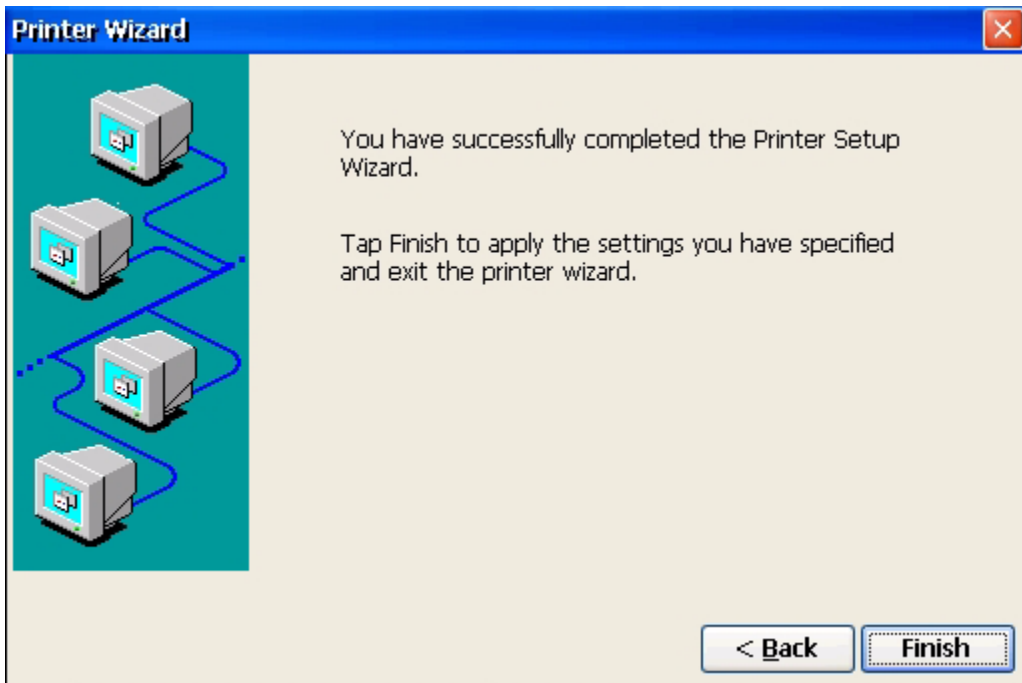 Printer Wizard
You have successfully completed the Printer Setup
Wizard.
Tap Finish to apply the settings you have specified
and exit the printer wizard.
< Back
Finish